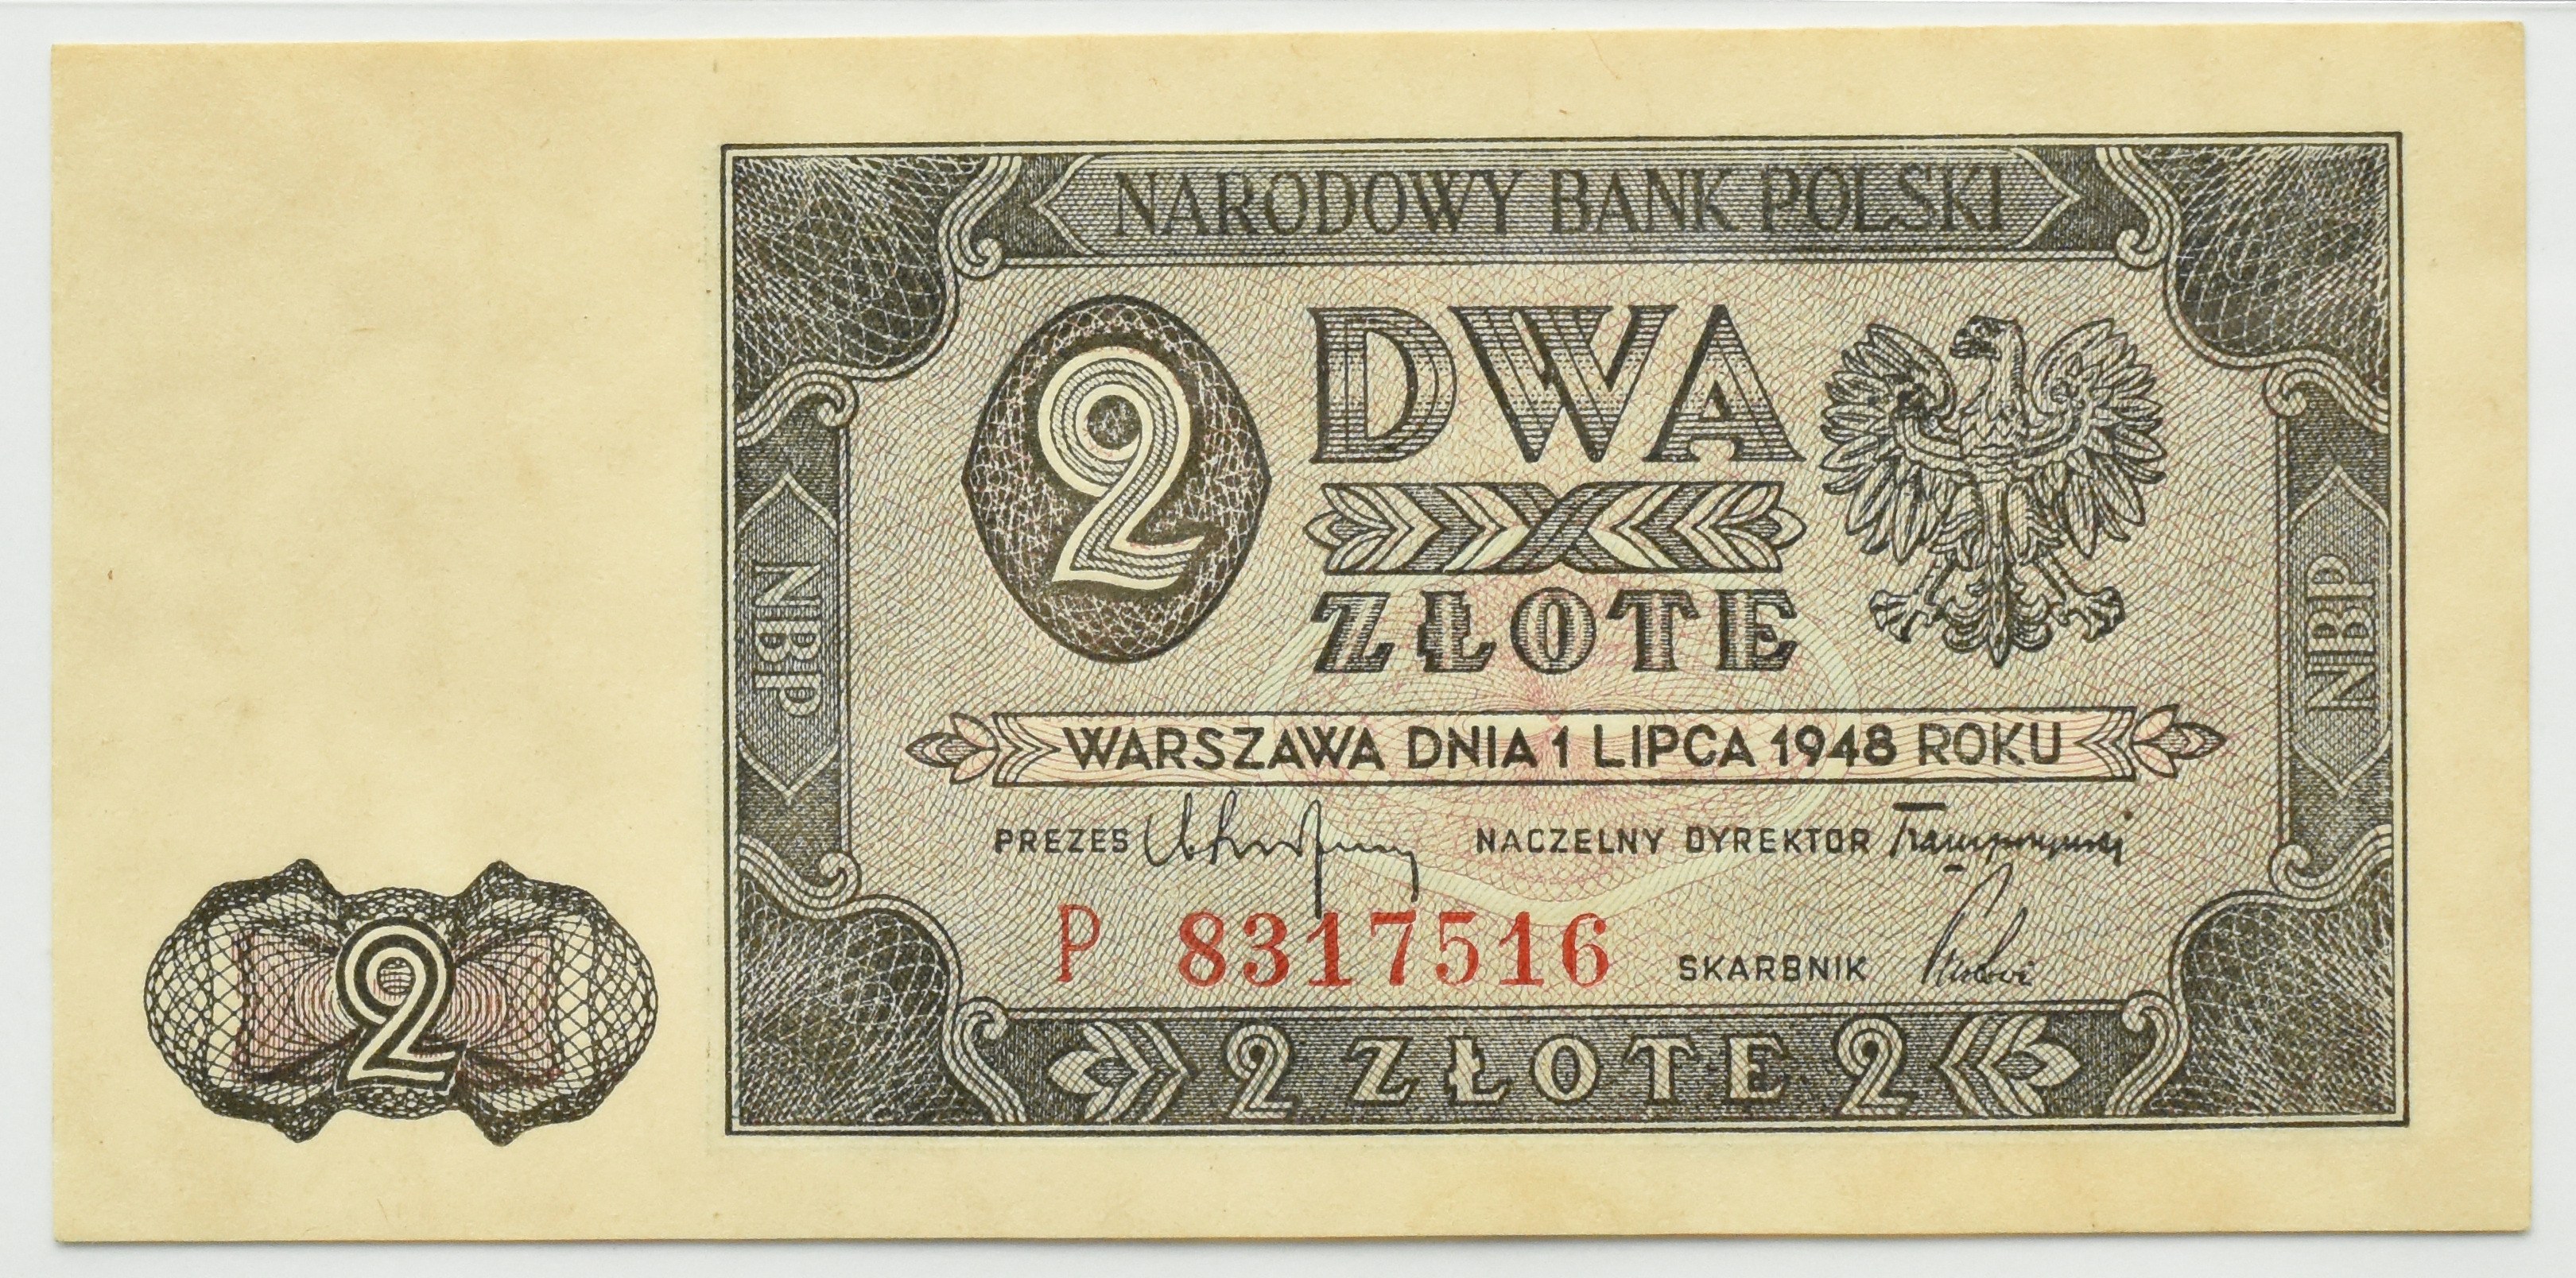 NARODOWY BANK POLSKI
2
DWA
ZŁOTE
NBP
NBP
WARSZAWA DNIA 1 LIPCA 1948 ROKU
PREZES NACZELNY DYREKTOR
P 8317516 SKARBNIK
2 ZŁOTE 2
2